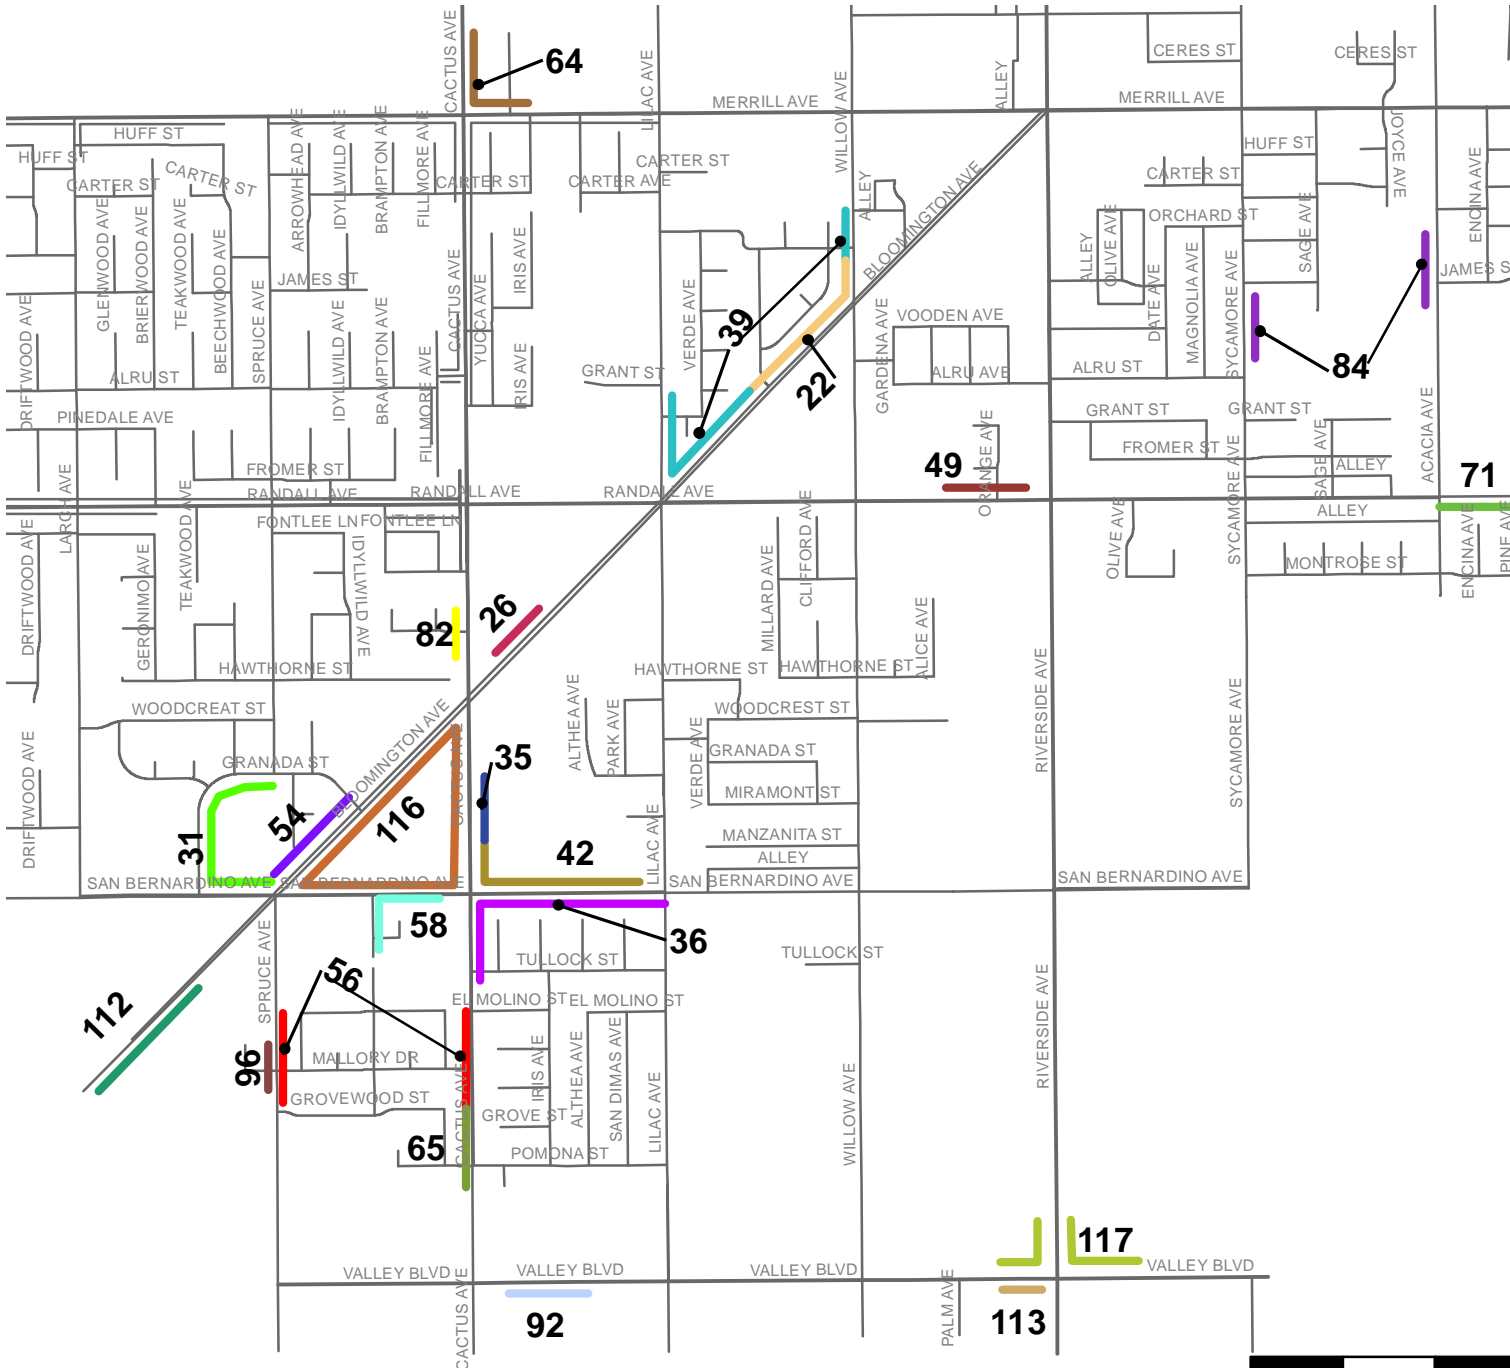 CACTUS AVE
64
LILAC AVE
MERRILL AVE
WILLOW AVE
ALLEY
CERES ST
CERES ST
MERRILL AVE
HUFF ST
HUFF ST
CARTER ST
CARTER ST
ARROWHEAD AVE
IDYLLWILD AVE
BRAMPTON AVE
FILLMORE AVE
CARTER ST
CARTER AVE
CARTER ST
ALLEY
BLOOMINGTON AVE
CARTER ST
HUFF ST
JOYCE AVE
ENCINA AVE
ORCHARD ST
SAGE AVE
GLENWOOD AVE
BRIERWOOD AVE
TEAKWOOD AVE
BEECHWOOD AVE
SPRUCE AVE
JAMES ST
CACTUS AVE
YUCCA AVE
IRIS AVE
VERDE AVE
39
ALLEY
OLIVE AVE
DATE AVE
MAGNOLIA AVE
SYCAMORE AVE
JAMES S
DRIFTWOOD AVE
IDYLLWILD AVE
BRAMPTON AVE
FILLMORE AVE
IRIS AVE
GRANT ST
22
GARDENA AVE
VOODEN AVE
ALRU AVE
ALRU ST
84
ALRU ST
PINEDALE AVE
GRANT ST
GRANT ST
ACACIA AVE
FROMER ST
SAGE AVE
ALLEY
71
FROMER ST
49
ORANGE AVE
RANDALL AVE
RANDALL AVE
RANDALL AVE
LARCH AVE
TEAKWOOD AVE
FONTLEE LN
FONTLEE LN
SYCAMORE AVE
ALLEY
DRIFTWOOD AVE
GERONIMO AVE
IDYLLWILD AVE
MILLARD AVE
CLIFFORD AVE
OLIVE AVE
MONTROSE ST
ENCINA AVE
PINE AVE
82
26
ALICE AVE
HAWTHORNE ST
HAWTHORNE ST
HAWTHORNE ST
RIVERSIDE AVE
SYCAMORE AVE
WOODCREAT ST
BLOOMINGTON AVE
ALTHEA AVE
PARK AVE
VERDE AVE
WOODCREST ST
DRIFTWOOD AVE
GRANADA ST
CACTUS AVE
35
GRANADA ST
MIRAMONT ST
31
54
116
42
LILAC AVE
MANZANITA ST
ALLEY
SAN BERNARDINO AVE
SAN BERNARDINO AVE
SAN BERNARDINO AVE
SAN BERNARDINO AVE
58
36
SPRUCE AVE
TULLOCK ST
TULLOCK ST
112
56
EL MOLINO ST
EL MOLINO ST
RIVERSIDE AVE
96
MALLORY DR
IRIS AVE
ALTHEA AVE
SAN DIMAS AVE
LILAC AVE
WILLOW AVE
GROVEWOOD ST
CACTUS AVE
GROVE ST
65
POMONA ST
117
VALLEY BLVD
VALLEY BLVD
VALLEY BLVD
VALLEY BLVD
CACTUS AVE
92
PALM AVE
113